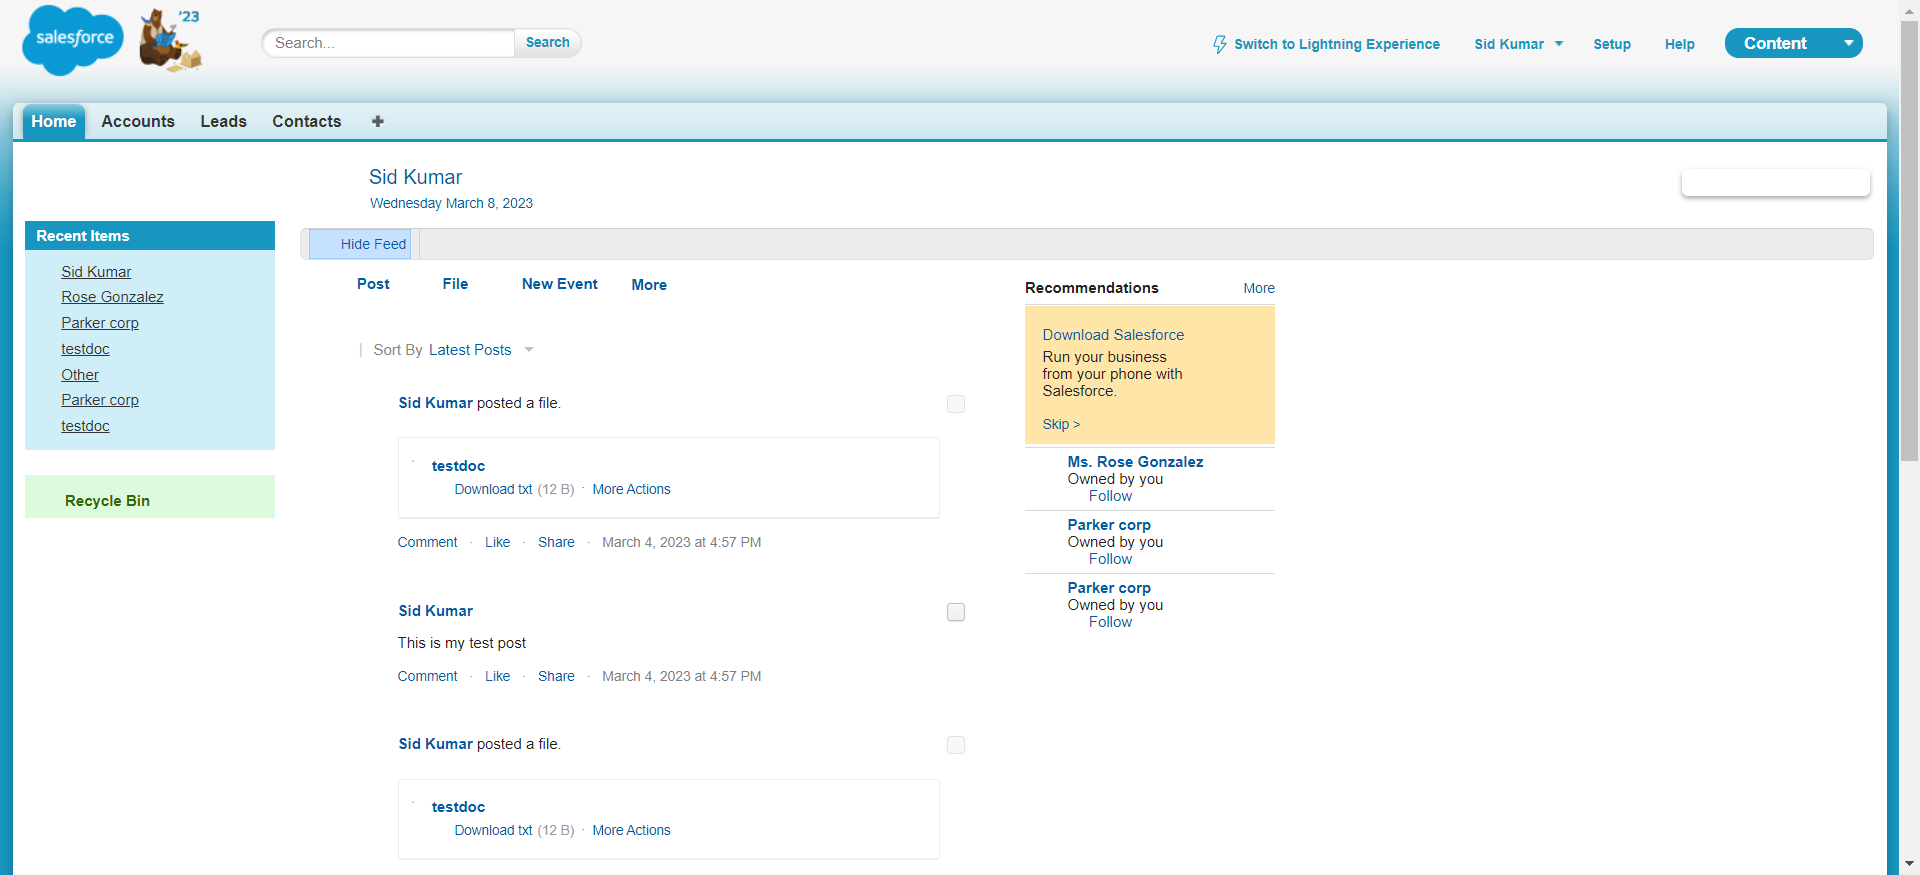 salesforce
'23
Search...
Search
Switch to Lightning Experience
Sid Kumar
Setup
Help
Content
Home
Accounts
Leads
Contacts
Sid Kumar
Wednesday March 8, 2023
Recent Items
Sid Kumar
Rose Gonzalez
Parker corp
testdoc
Other
Parker corp
testdoc
Recycle Bin
Hide Feed
Post
File
New Event
More
| Sort By Latest Posts
Sid Kumar posted a file.
testdoc
Download txt (12 B) · More Actions
Comment · Like · Share · March 4, 2023 at 4:57 PM
Sid Kumar
This is my test post
Comment · Like · Share · March 4, 2023 at 4:57 PM
Sid Kumar posted a file.
testdoc
Download txt (12 B) · More Actions
Recommendations
More
Download Salesforce
Run your business
from your phone with
Salesforce.
Skip >
Ms. Rose Gonzalez
Owned by you
Follow
Parker corp
Owned by you
Follow
Parker corp
Owned by you
Follow